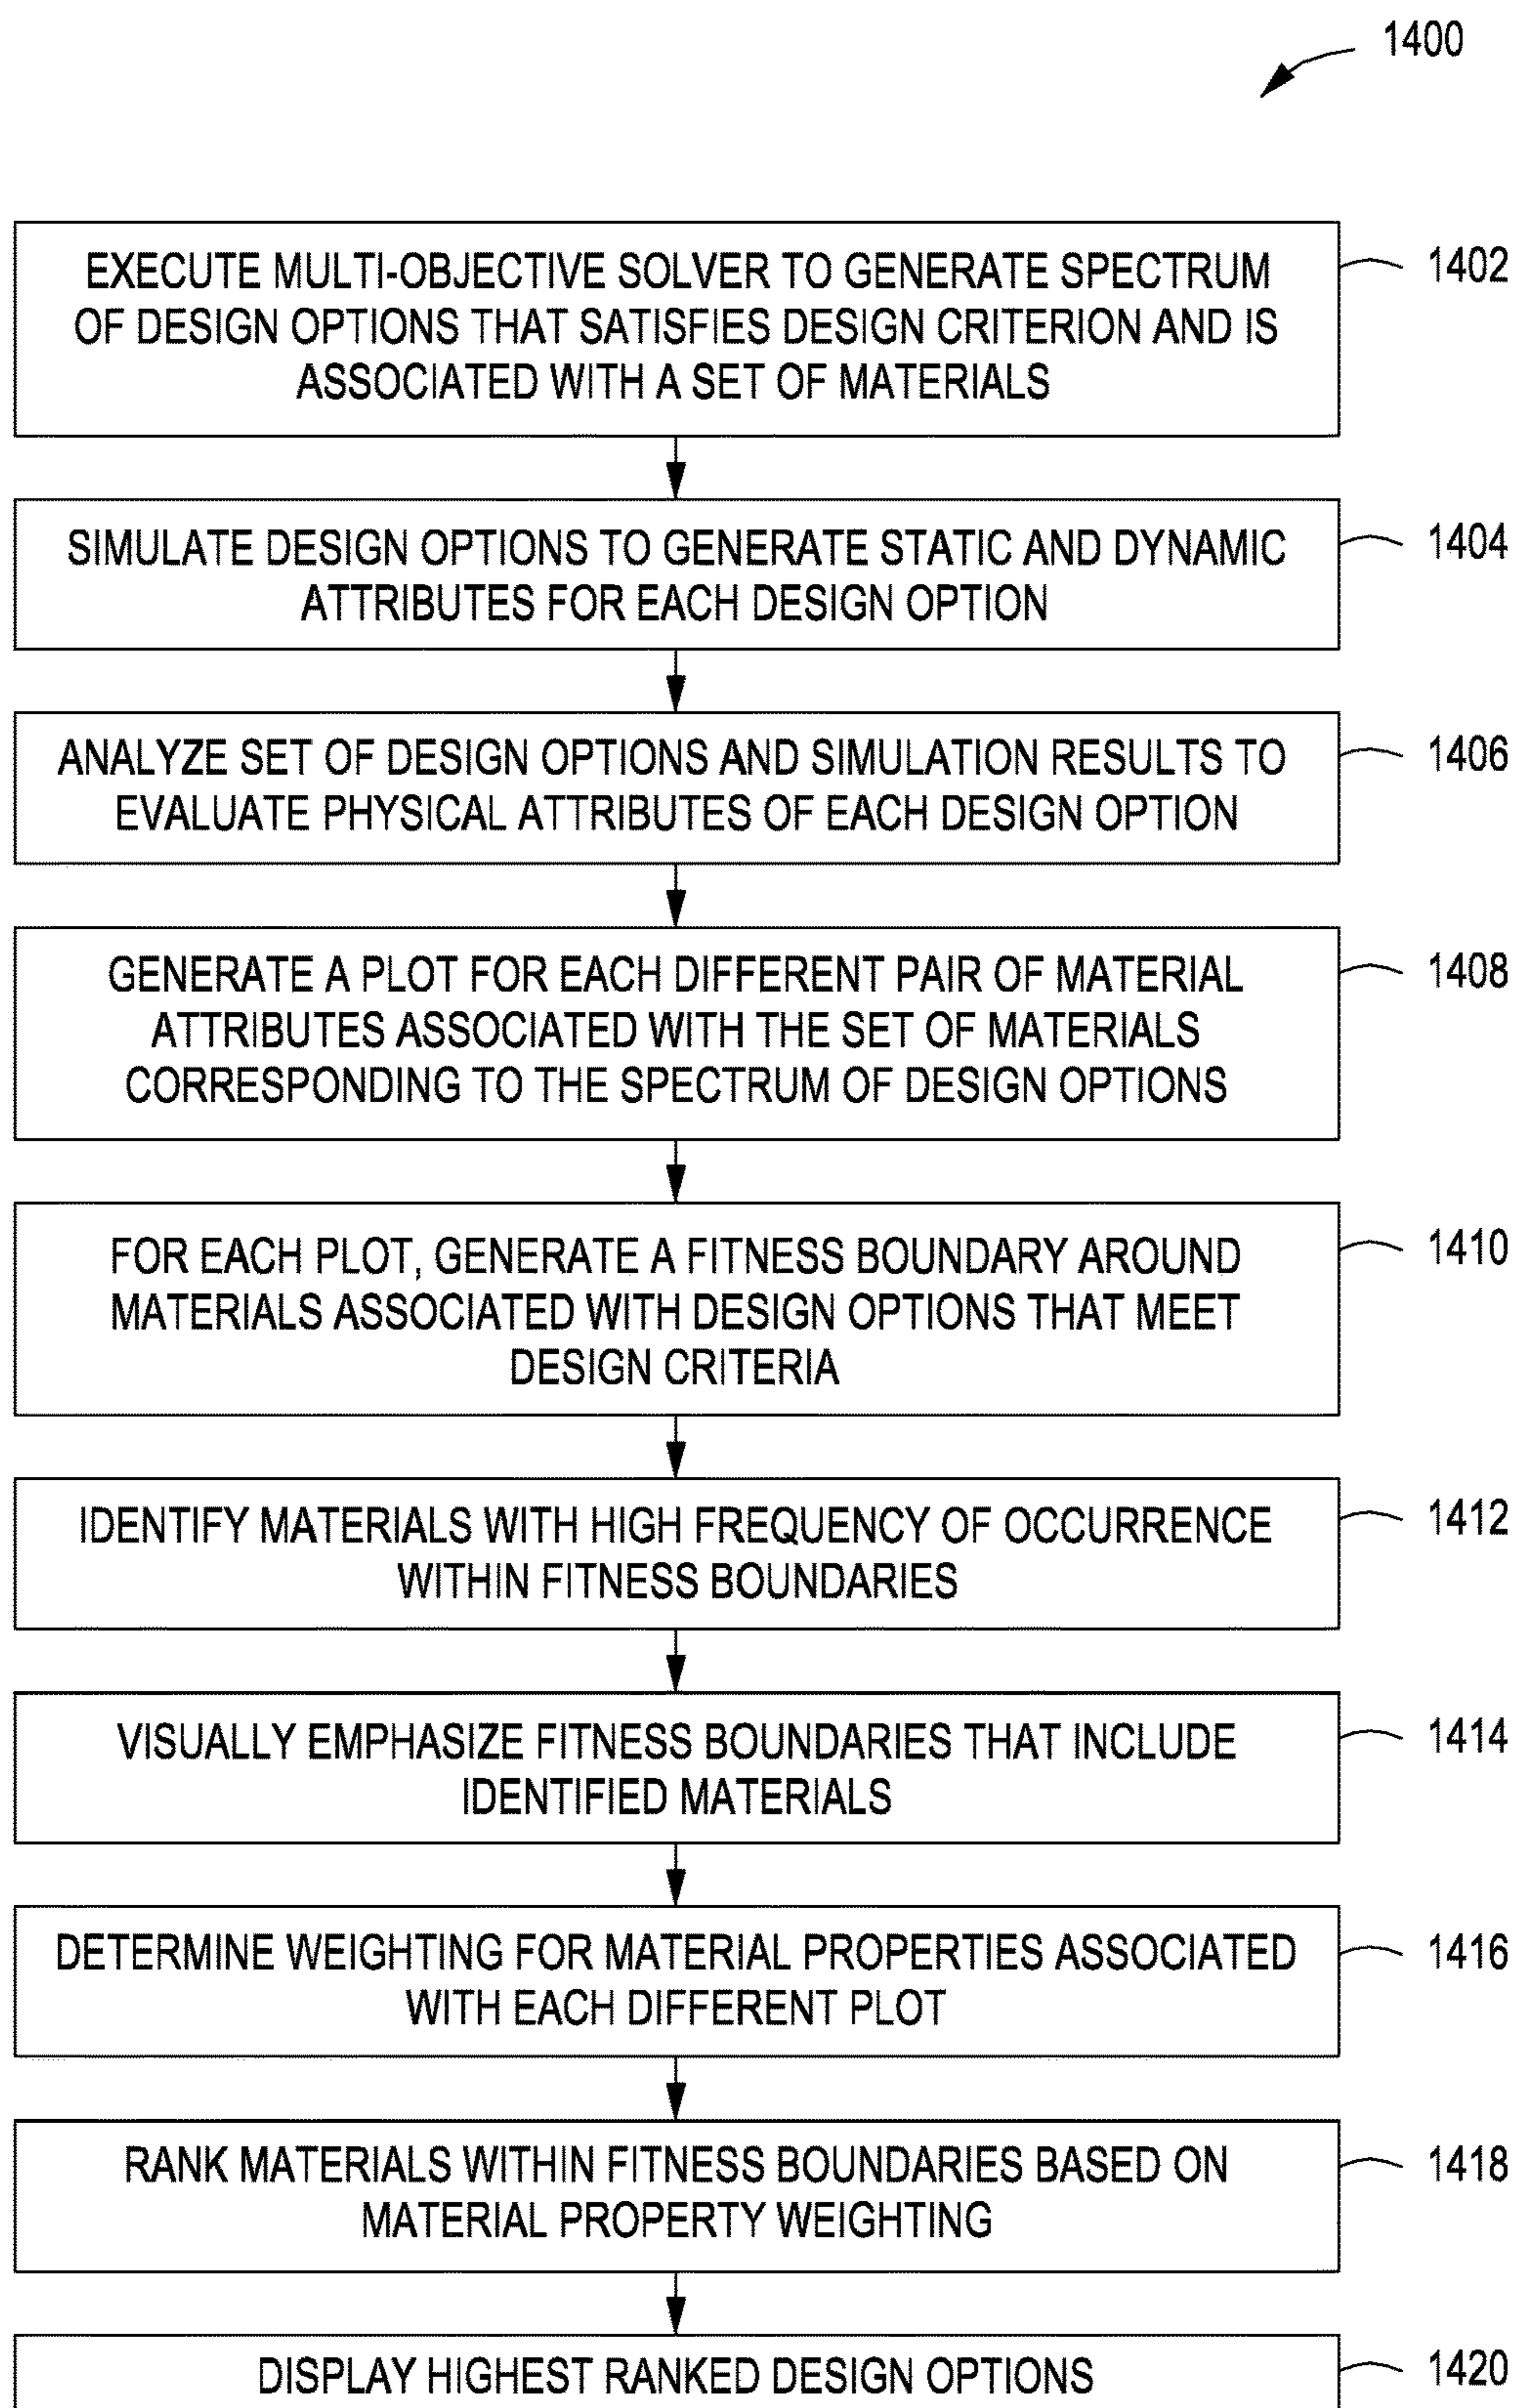 1400
EXECUTE MULTI-OBJECTIVE SOLVER TO GENERATE SPECTRUM
OF DESIGN OPTIONS THAT SATISFIES DESIGN CRITERION AND IS
ASSOCIATED WITH A SET OF MATERIALS
1402
SIMULATE DESIGN OPTIONS TO GENERATE STATIC AND DYNAMIC
ATTRIBUTES FOR EACH DESIGN OPTION
1404
ANALYZE SET OF DESIGN OPTIONS AND SIMULATION RESULTS TO
EVALUATE PHYSICAL ATTRIBUTES OF EACH DESIGN OPTION
1406
GENERATE A PLOT FOR EACH DIFFERENT PAIR OF MATERIAL
ATTRIBUTES ASSOCIATED WITH THE SET OF MATERIALS
CORRESPONDING TO THE SPECTRUM OF DESIGN OPTIONS
1408
FOR EACH PLOT, GENERATE A FITNESS BOUNDARY AROUND
MATERIALS ASSOCIATED WITH DESIGN OPTIONS THAT MEET
DESIGN CRITERIA
1410
IDENTIFY MATERIALS WITH HIGH FREQUENCY OF OCCURRENCE
WITHIN FITNESS BOUNDARIES
1412
VISUALLY EMPHASIZE FITNESS BOUNDARIES THAT INCLUDE
IDENTIFIED MATERIALS
1414
DETERMINE WEIGHTING FOR MATERIAL PROPERTIES ASSOCIATED
WITH EACH DIFFERENT PLOT
1416
RANK MATERIALS WITHIN FITNESS BOUNDARIES BASED ON
MATERIAL PROPERTY WEIGHTING
1418
DISPLAY HIGHEST RANKED DESIGN OPTIONS
1420